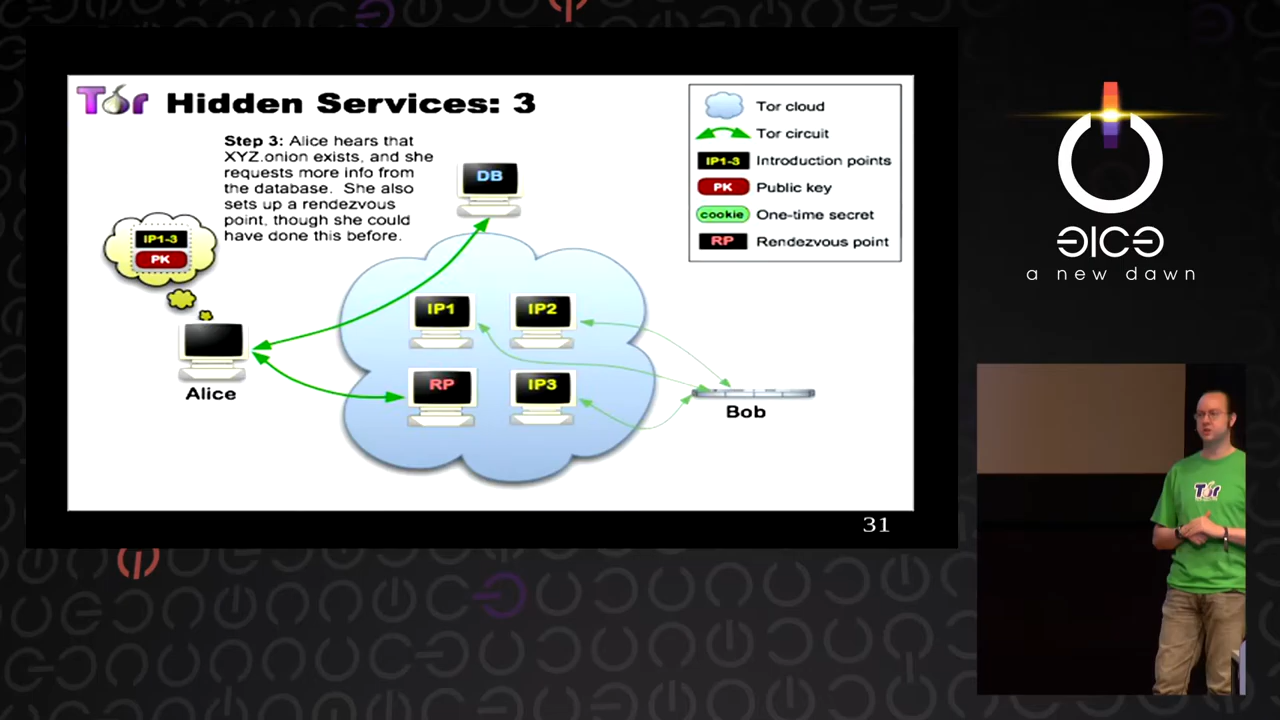 Tor Hidden Services: 3
Step 3: Alice hears that
XYZ.onion exists, and she
requests more info from
the database. She also
sets up a rendezvous
point, though she could
have done this before.
DB
IP1-3
PK
Alice
IP1
IP2
RP
IP3
Bob
Tor cloud
Tor circuit
IP1-3 Introduction points
PK Public key
cookie One-time secret
RP Rendezvous point
31
a new dawn
Tor